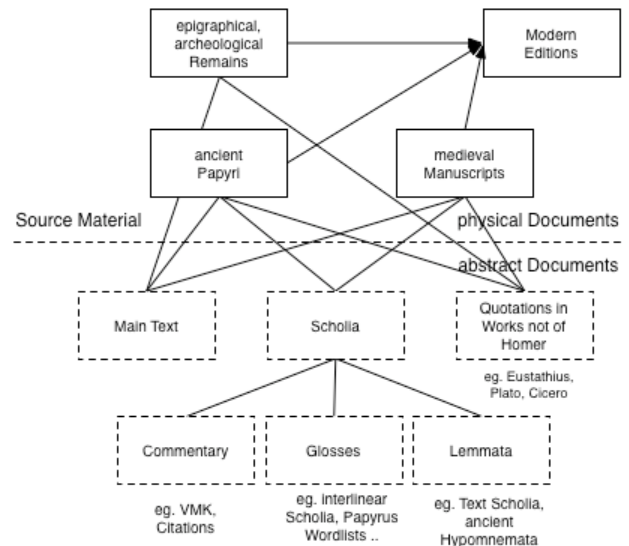 epigraphical,
archeological
Remains
Modern
Editions
ancient
Papyri
medieval
Manuscripts
Source Material
physical Documents
abstract Documents
Main Text
Scholia
Quotations in
Works not of
Homer
eg. Eustathius,
Plato, Cicero
Commentary
Glosses
Lemmata
eg. VMK,
Citations
eg. interlinear
Scholia, Papyrus
Wordlists ..
eg. Text Scholia,
ancient
Hypomnemata